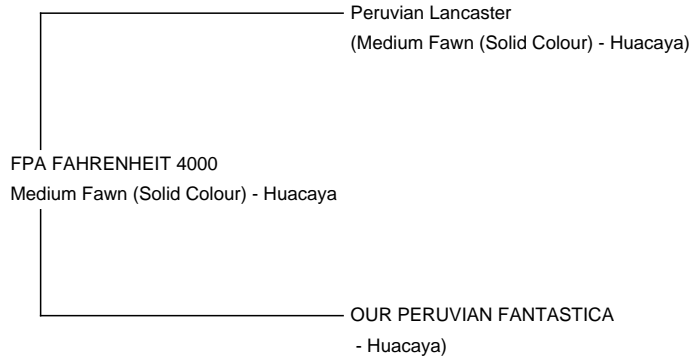 Peruvian Lancaster
(Medium Fawn (Solid Colour) - Huacaya)
FPA FAHRENHEIT 4000
Medium Fawn (Solid Colour) - Huacaya
OUR PERUVIAN FANTASTICA
- Huacaya)